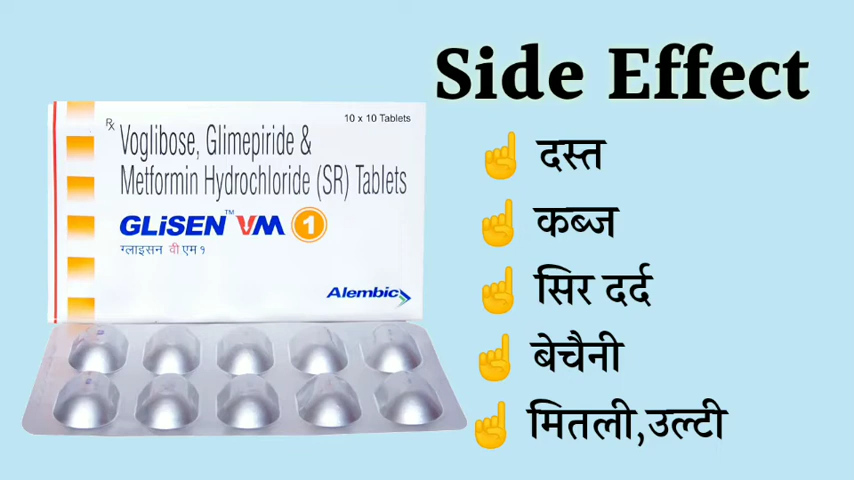 Side Effect
10 x 10 Tablets
Rx Voglibose, Glimepiride &
Metformin Hydrochloride (SR) Tablets
GLiSEN™ VM 1
ग्लाइसन वी एम १
Alembic
दस्त
कब्ज
सिर दर्द
बेचैनी
मितली,उल्टी